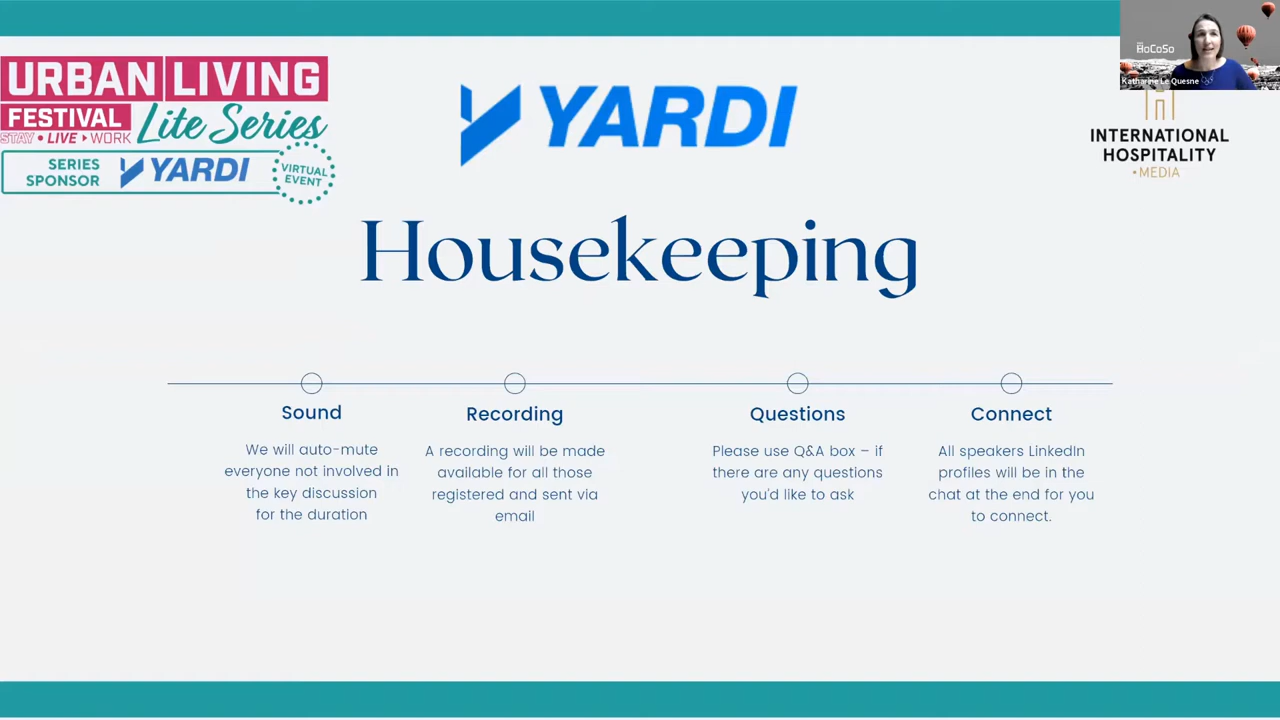 URBAN LIVING
FESTIVAL Lite Series
STAY • LIVE • WORK
SERIES
SPONSOR
YARDI
VIRTUAL
EVENT
YARDI
HoCoSo
Katharine Le Quesne
INTERNATIONAL
HOSPITALITY
•MEDIA
Housekeeping
Sound
We will auto-mute
everyone not involved in
the key discussion
for the duration
Recording
A recording will be made
available for all those
registered and sent via
email
Questions
Please use Q&A box – if
there are any questions
you'd like to ask
Connect
All speakers LinkedIn
profiles will be in the
chat at the end for you
to connect.